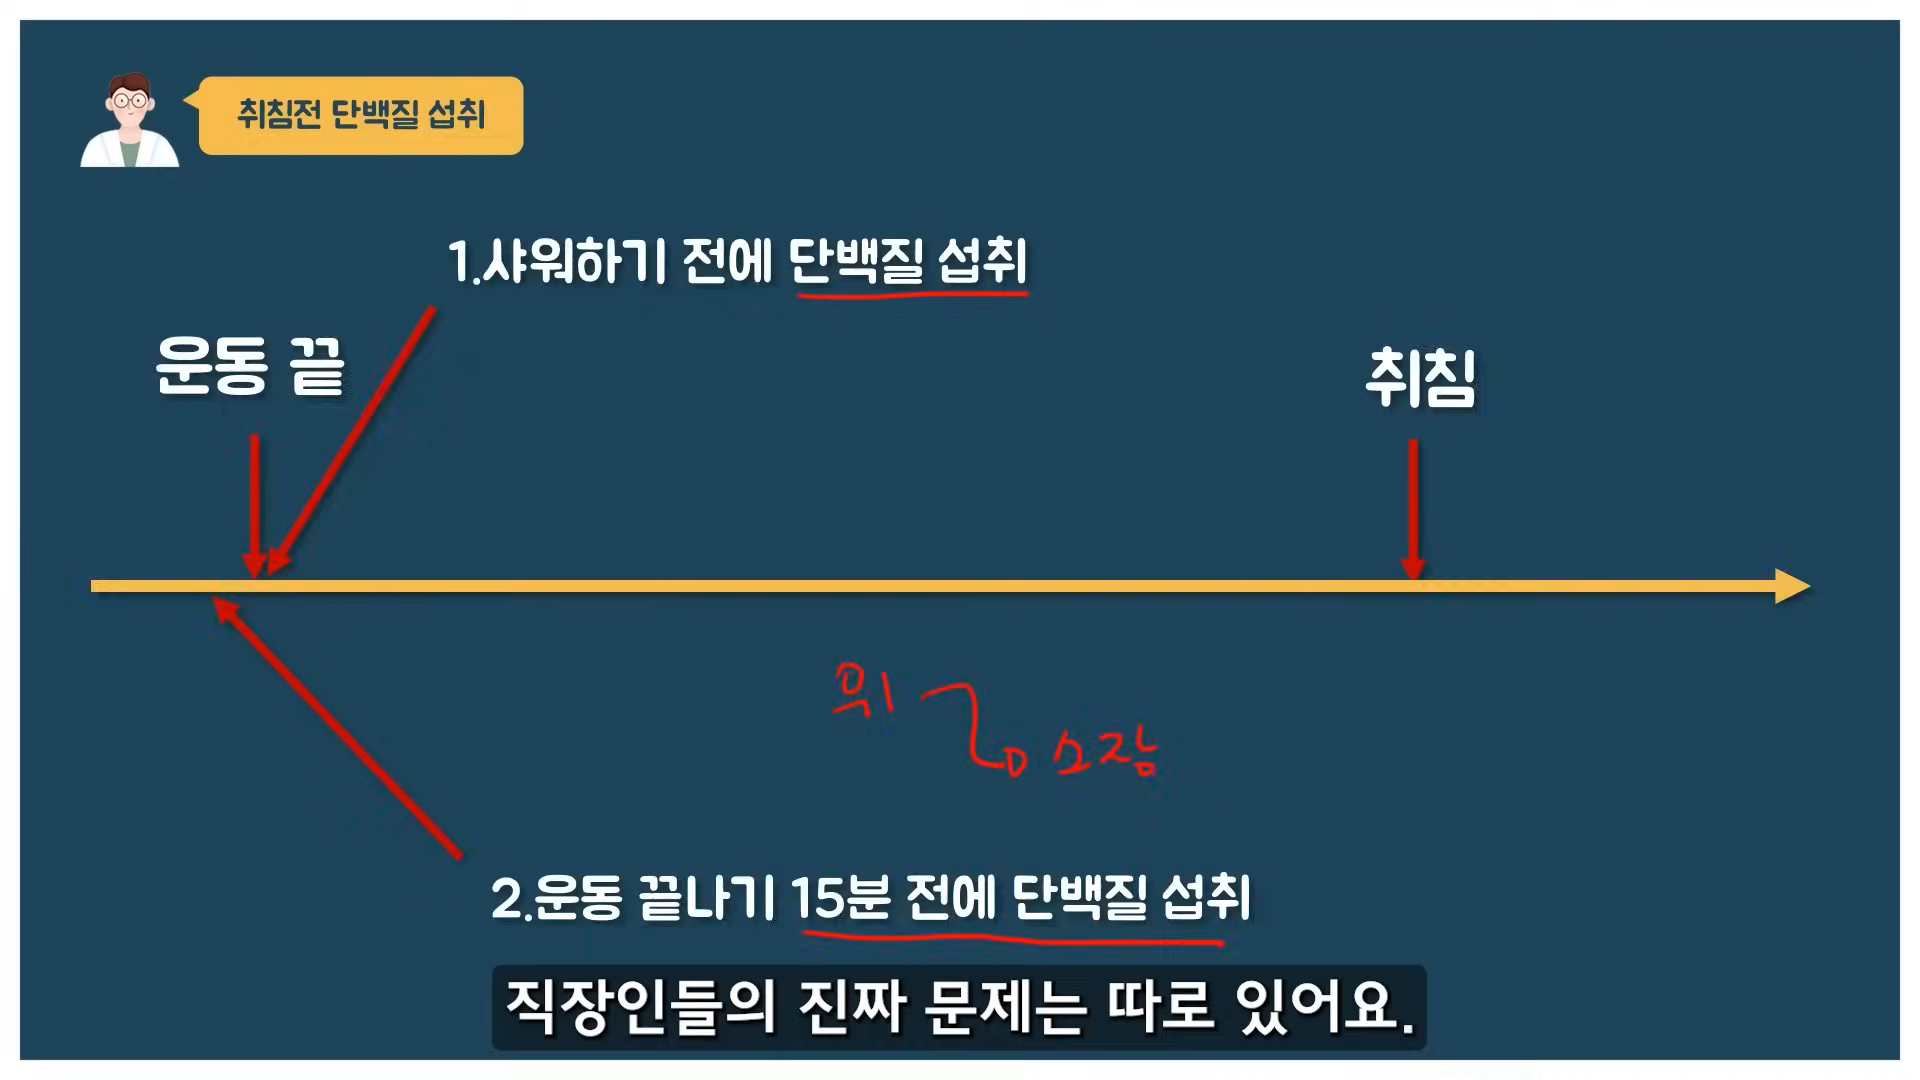 취침전 단백질 섭취
1.샤워하기 전에 단백질 섭취
운동 끝
취침
위
소장
2.운동 끝나기 15분 전에 단백질 섭취
직장인들의 진짜 문제는 따로 있어요.